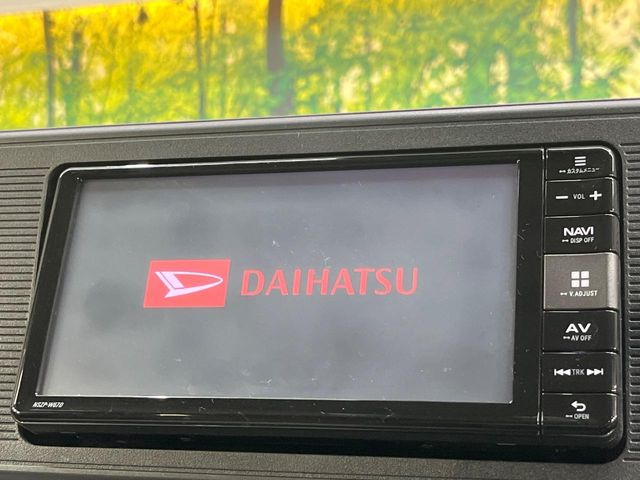 DAIHATSU
カスタムメニュー
− VOL +
NAVI
DISP OFF
V.ADJUST
AV
AV OFF
TRK
OPEN
NSZP-W67D